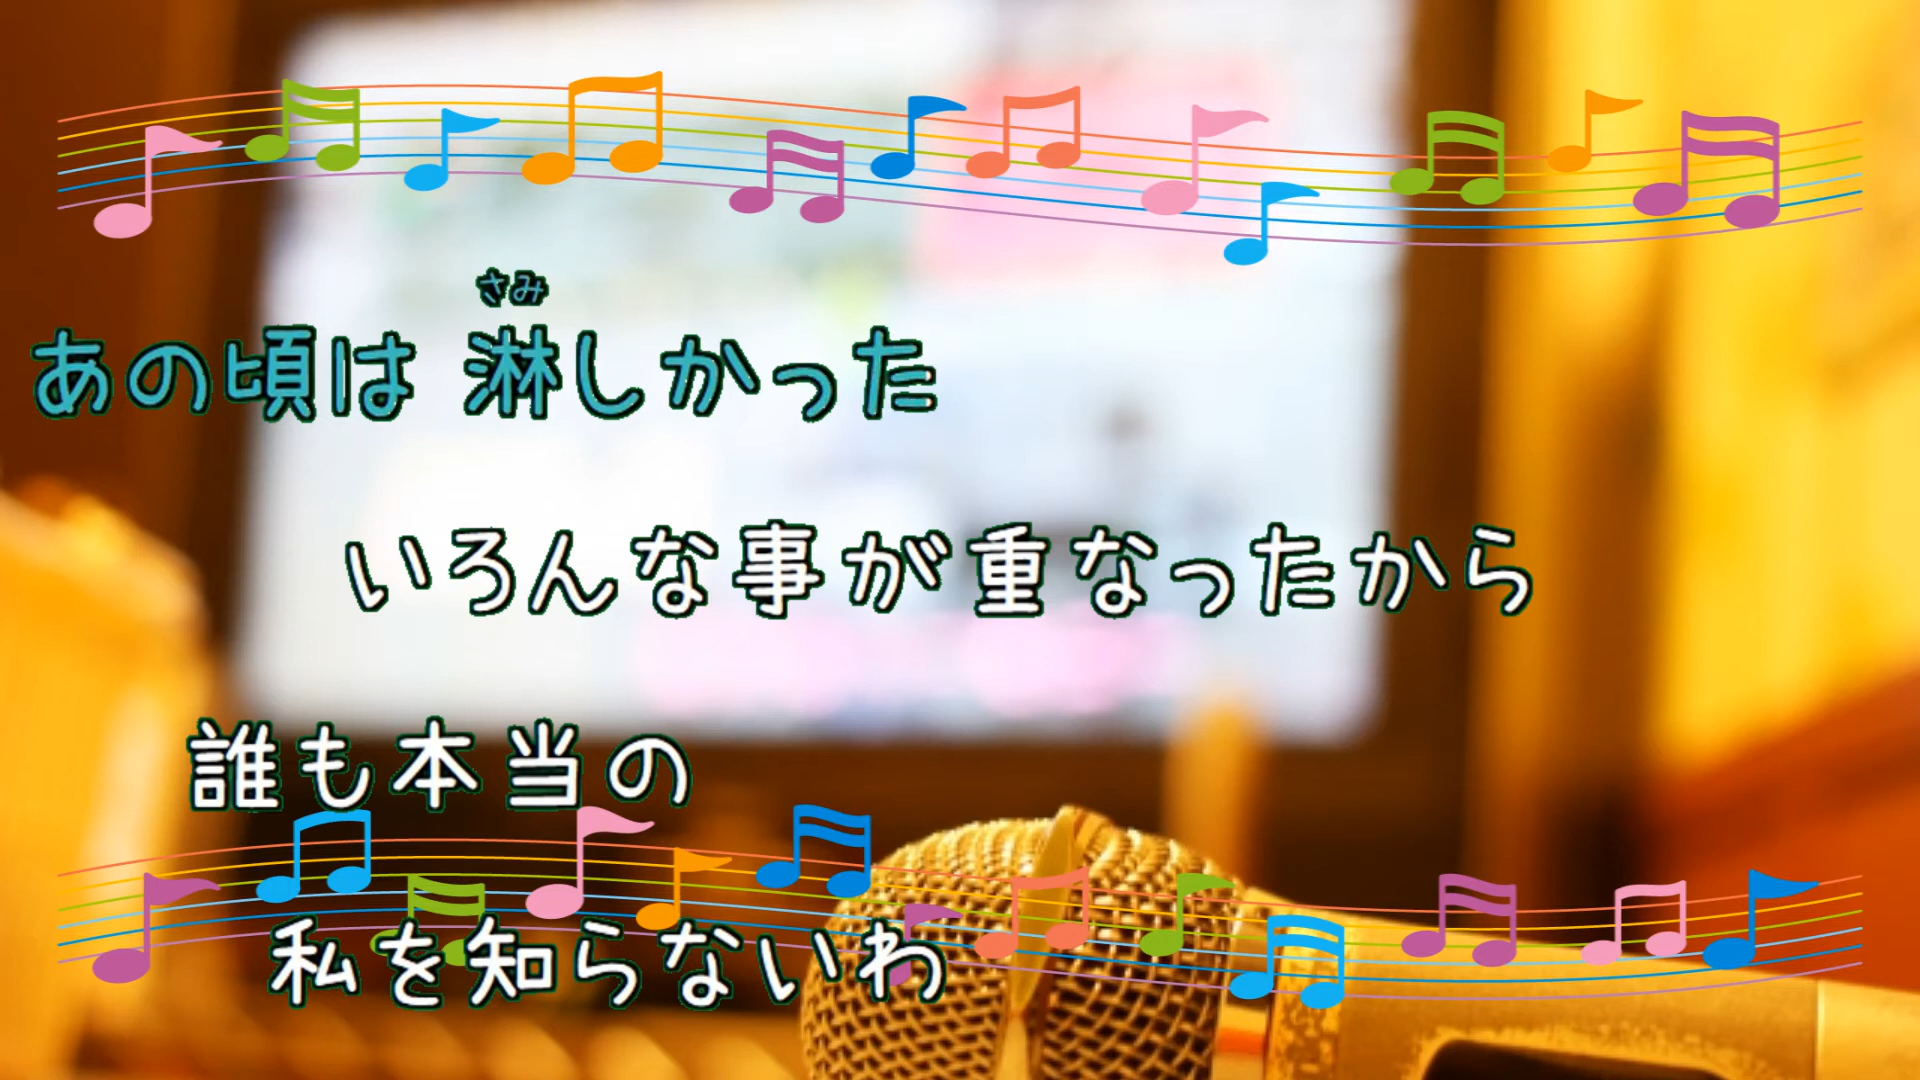 さみ
あの頃は 淋しかった
いろんな事が重なったから
誰も本当の
私を知らないわ